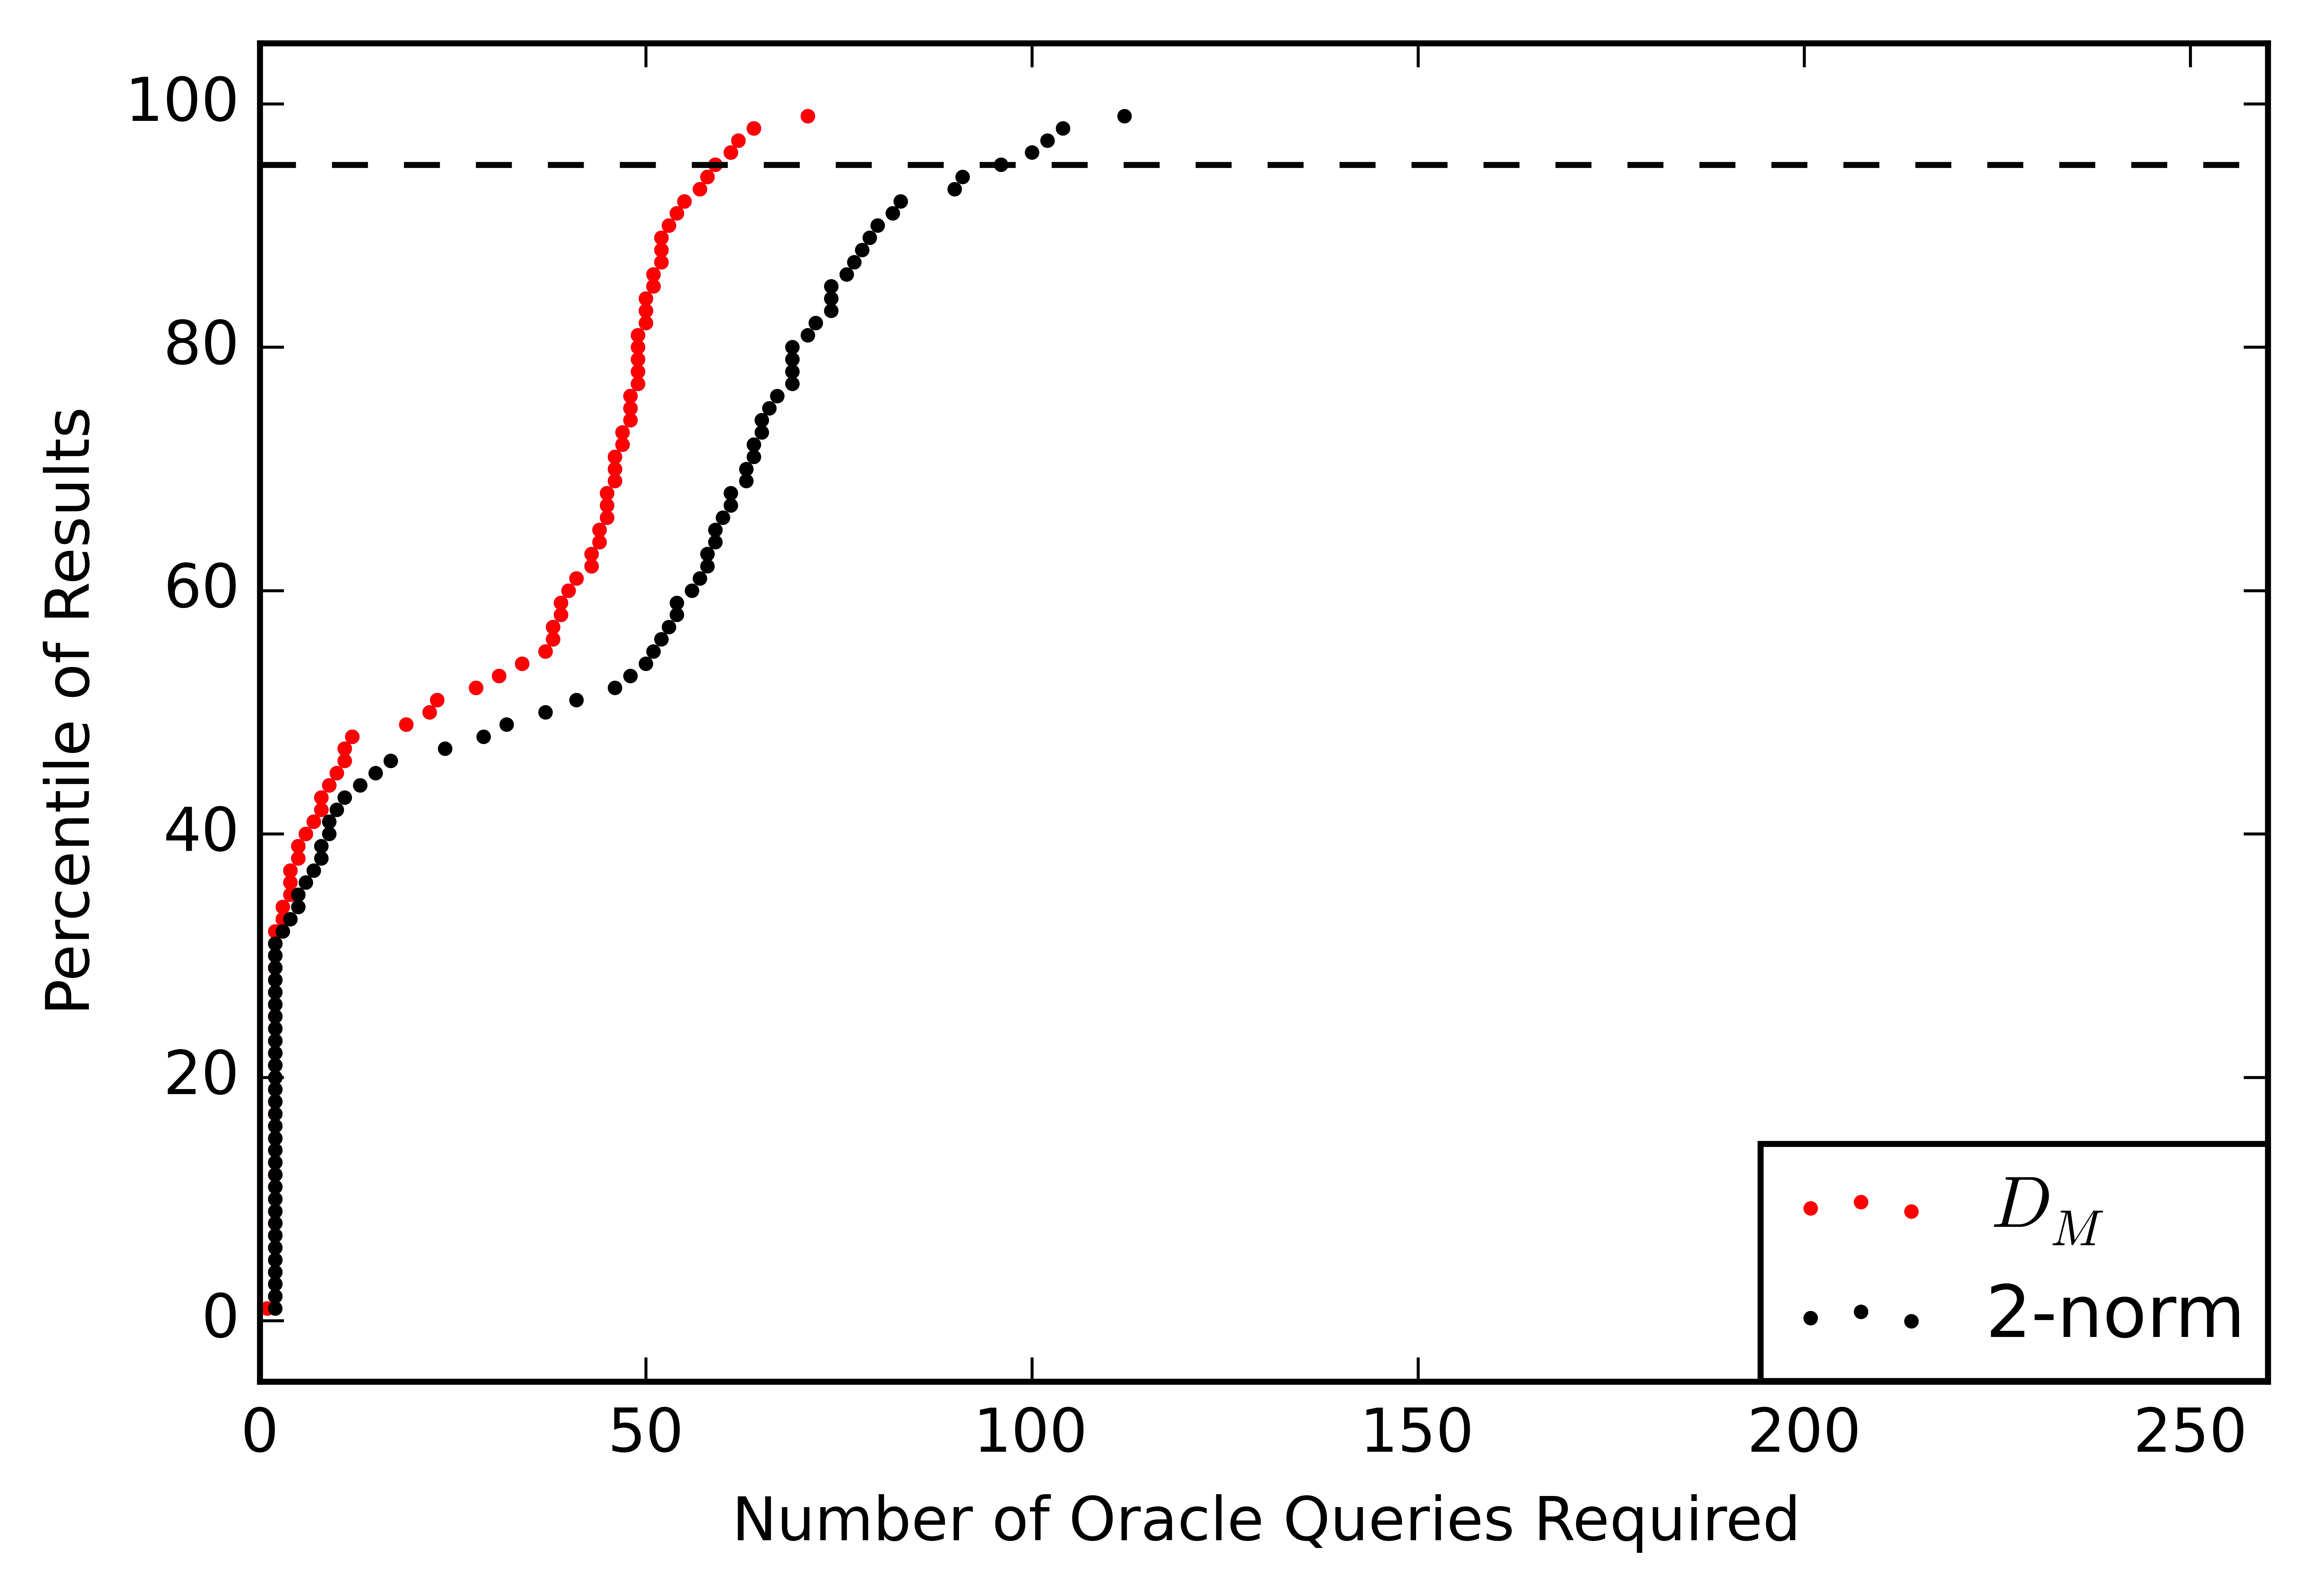 100
80
60
40
20
0
Percentile of Results
0 50 100 150 200 250
Number of Oracle Queries Required
D_M
2-norm